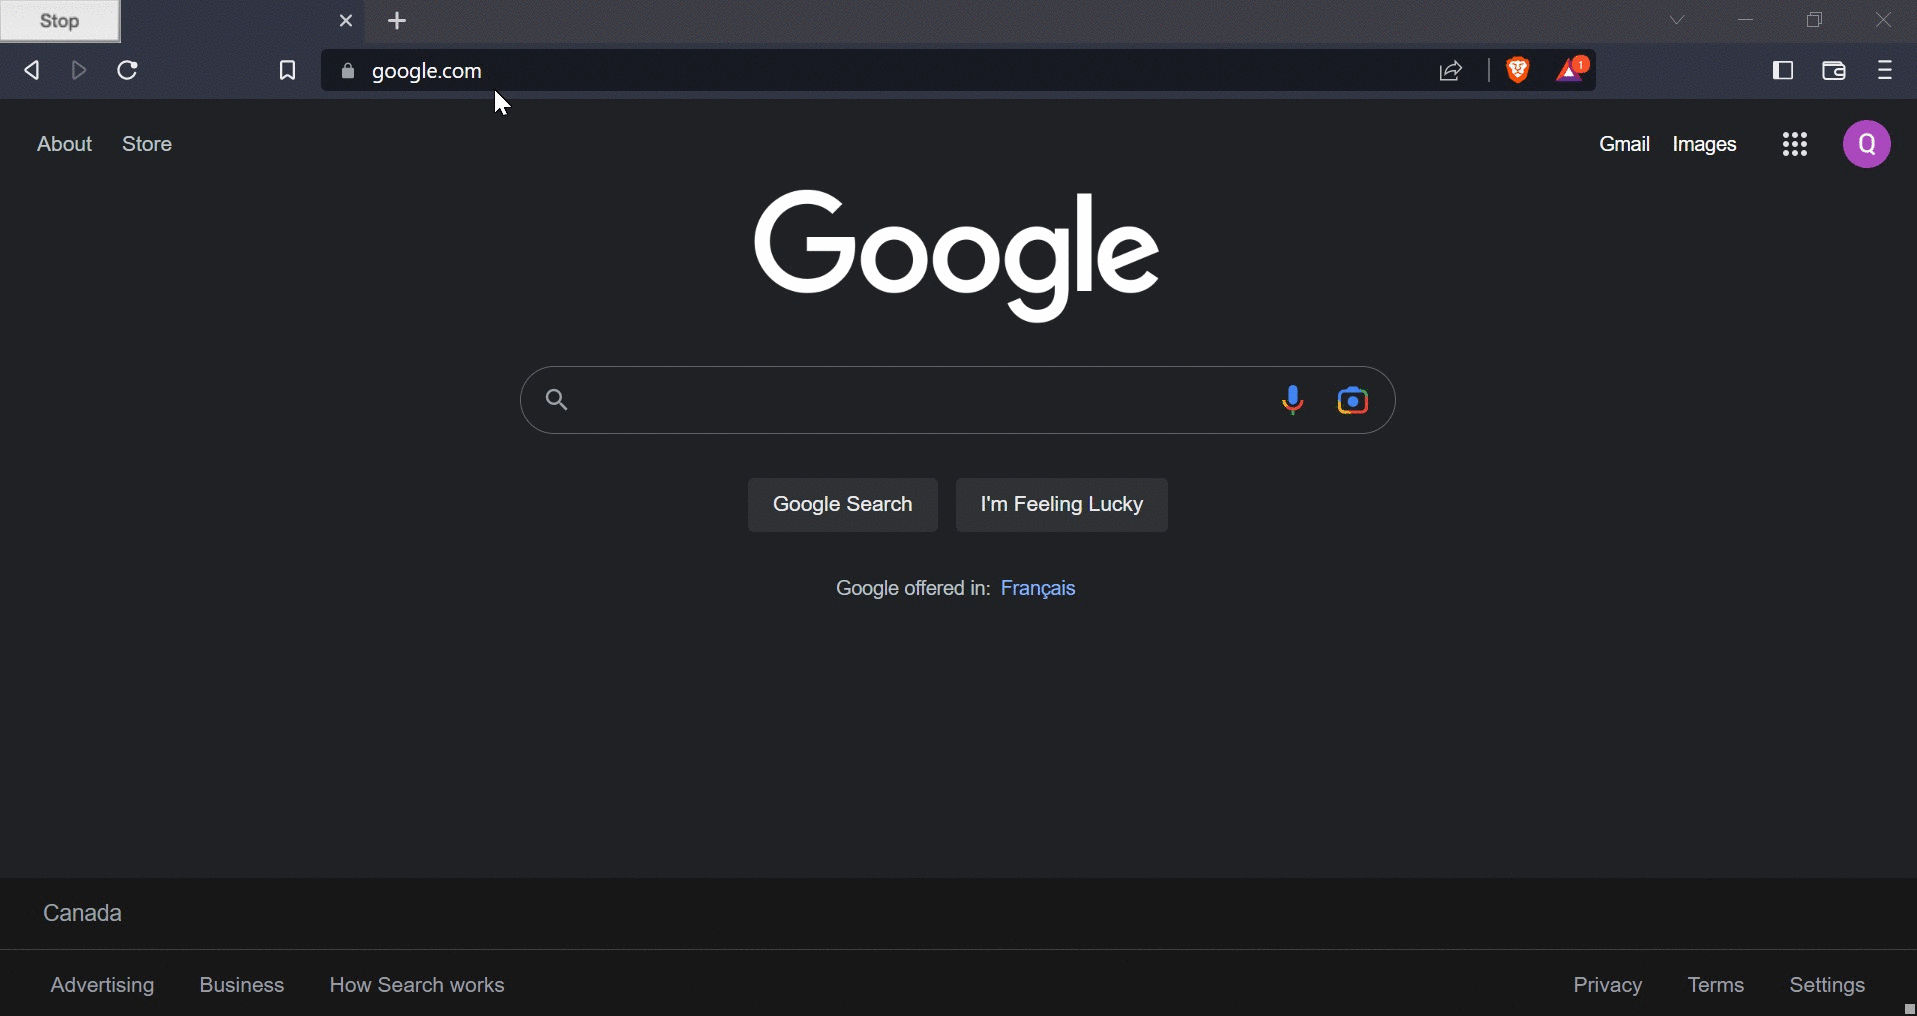 Stop
google.com
1
About Store
Gmail Images
Q
Google
Google Search I'm Feeling Lucky
Google offered in: Français
Canada
Advertising Business How Search works
Privacy Terms Settings